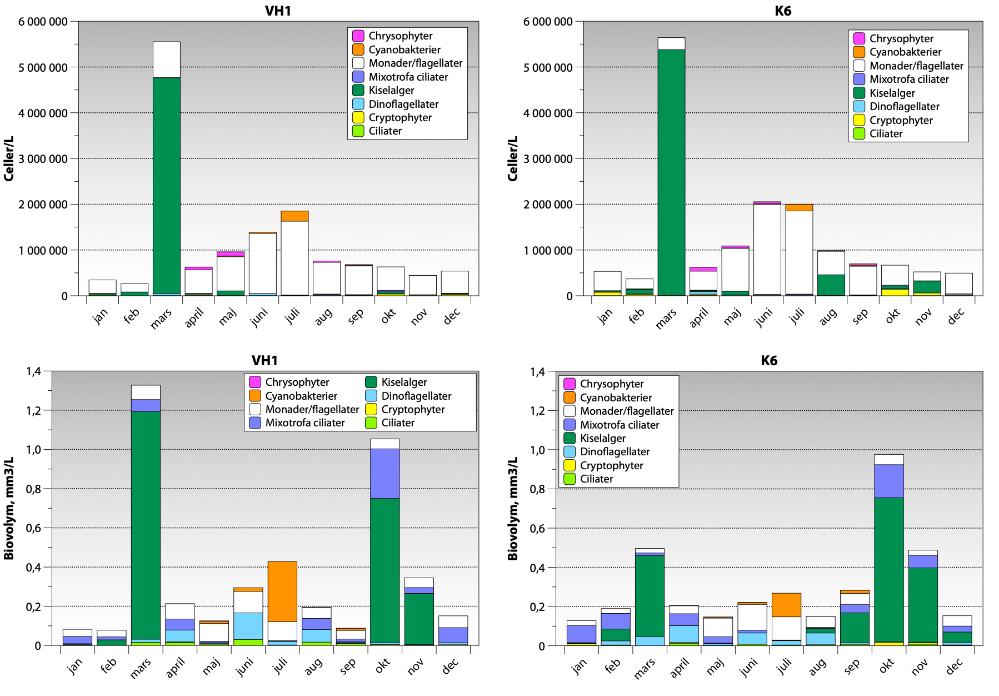 VH1
6 000 000
5 000 000
4 000 000
3 000 000
2 000 000
1 000 000
0
Celler/L
Chrysophyter
Cyanobakterier
Monader/flagellater
Mixotrofa ciliater
Kiselalger
Dinoflagellater
Cryptophyter
Ciliater
jan feb mars april maj juni juli aug sep okt nov dec
K6
6 000 000
5 000 000
4 000 000
3 000 000
2 000 000
1 000 000
0
Celler/L
Chrysophyter
Cyanobakterier
Monader/flagellater
Mixotrofa ciliater
Kiselalger
Dinoflagellater
Cryptophyter
Ciliater
jan feb mars april maj juni juli aug sep okt nov dec
VH1
1,4
1,2
1,0
0,8
0,6
0,4
0,2
0
Biovolym, mm3/L
Chrysophyter Kiselalger
Cyanobakterier Dinoflagellater
Monader/flagellater Cryptophyter
Mixotrofa ciliater Ciliater
jan feb mars april maj juni juli aug sep okt nov dec
K6
1,4
1,2
1,0
0,8
0,6
0,4
0,2
0
Biovolym, mm3/L
Chrysophyter
Cyanobakterier
Monader/flagellater
Mixotrofa ciliater
Kiselalger
Dinoflagellater
Cryptophyter
Ciliater
jan feb mars april maj juni juli aug sep okt nov dec